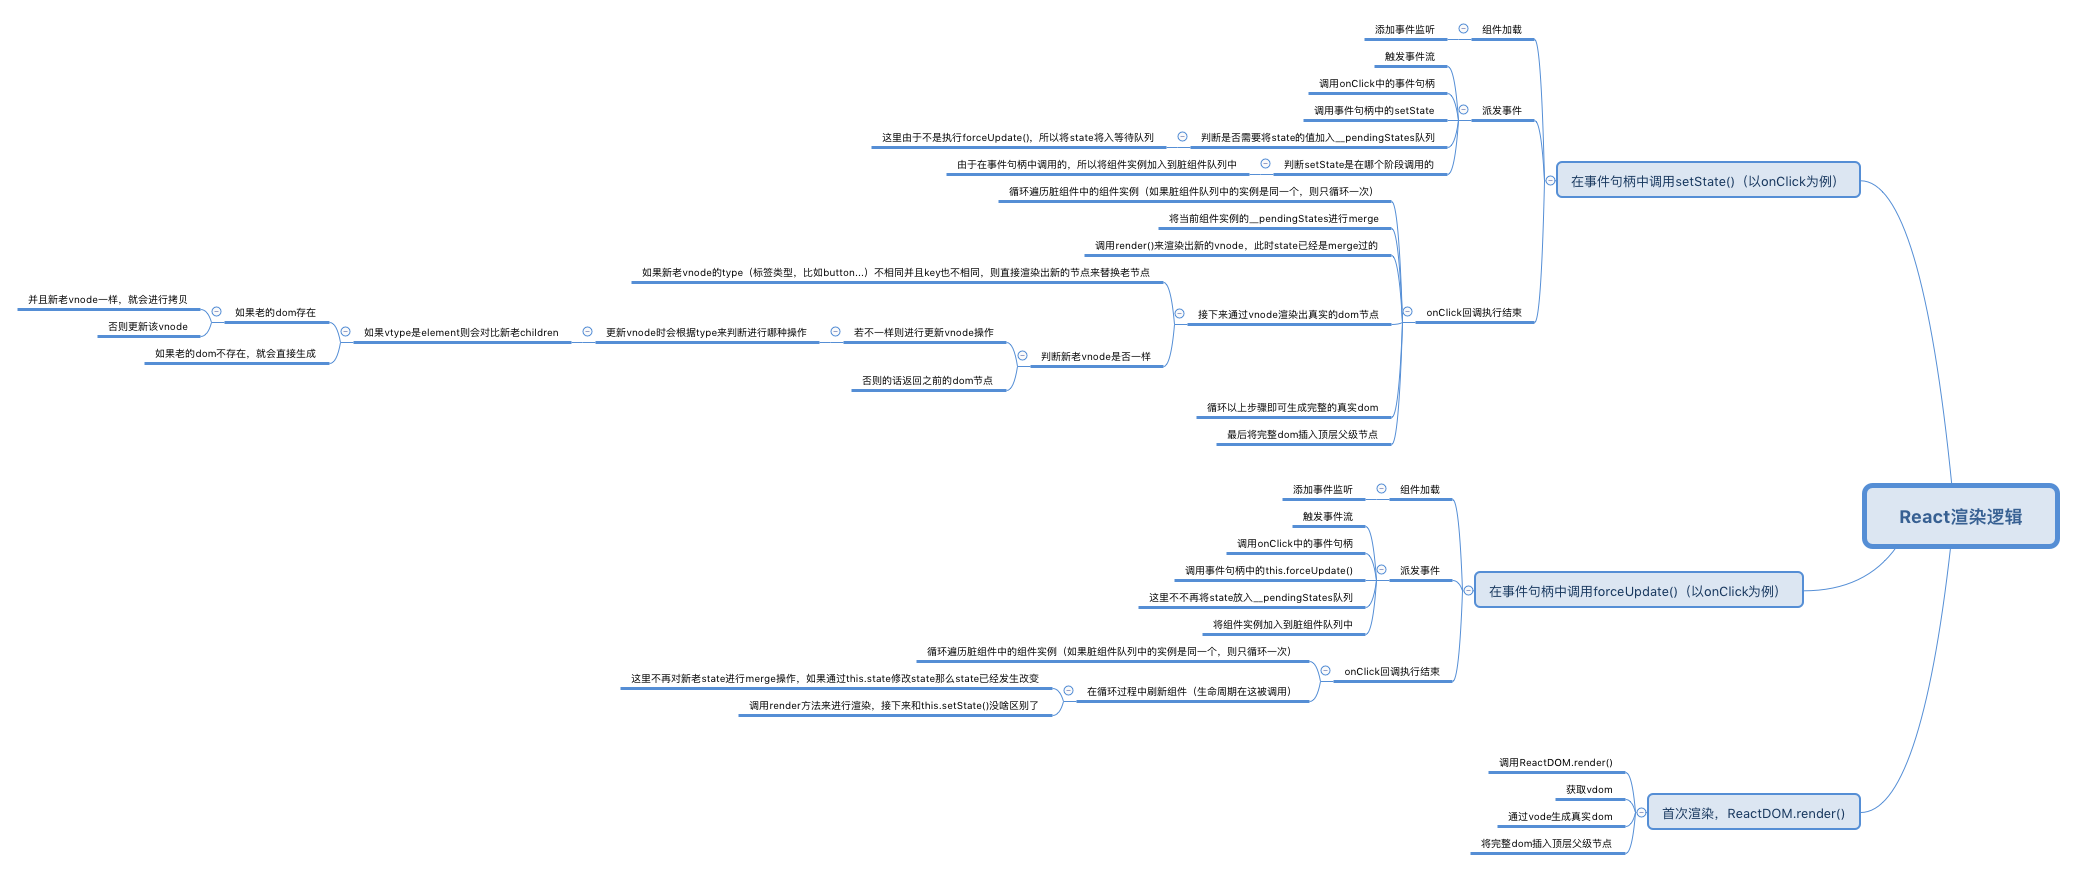 添加事件监听
组件加载
触发事件流
调用onClick中的事件句柄
调用事件句柄中的setState
派发事件
这里由于不是执行forceUpdate()，所以将state将入等待队列
判断是否需要将state的值加入__pendingStates队列
由于在事件句柄中调用的，所以将组件实例加入到脏组件队列中
判断setState是在哪个阶段调用的
在事件句柄中调用setState()（以onClick为例）
循环遍历脏组件中的组件实例（如果脏组件队列中的实例是同一个，则只循环一次）
将当前组件实例的__pendingStates进行merge
调用render()来渲染出新的vnode，此时state已经是merge过的
如果新老vnode的type（标签类型，比如button...）不相同并且key也不相同，则直接渲染出新的节点来替换老节点
并且新老vnode一样，就会进行拷贝
如果老的dom存在
接下来通过vnode渲染出真实的dom节点
onClick回调执行结束
否则更新该vnode
如果vtype是element则会对比新老children
更新vnode时会根据type来判断进行哪种操作
若不一样则进行更新vnode操作
如果老的dom不存在，就会直接生成
判断新老vnode是否一样
否则的话返回之前的dom节点
循环以上步骤即可生成完整的真实dom
最后将完整dom插入顶层父级节点
添加事件监听
组件加载
React渲染逻辑
触发事件流
调用onClick中的事件句柄
调用事件句柄中的this.forceUpdate()
派发事件
在事件句柄中调用forceUpdate()（以onClick为例）
这里不不再将state放入__pendingStates队列
将组件实例加入到脏组件队列中
循环遍历脏组件中的组件实例（如果脏组件队列中的实例是同一个，则只循环一次）
onClick回调执行结束
这里不再对新老state进行merge操作，如果通过this.state修改state那么state已经发生改变
在循环过程中刷新组件（生命周期在这被调用）
调用render方法来进行渲染，接下来和this.setState()没啥区别了
调用ReactDOM.render()
获取vdom
首次渲染，ReactDOM.render()
通过vode生成真实dom
将完整dom插入顶层父级节点